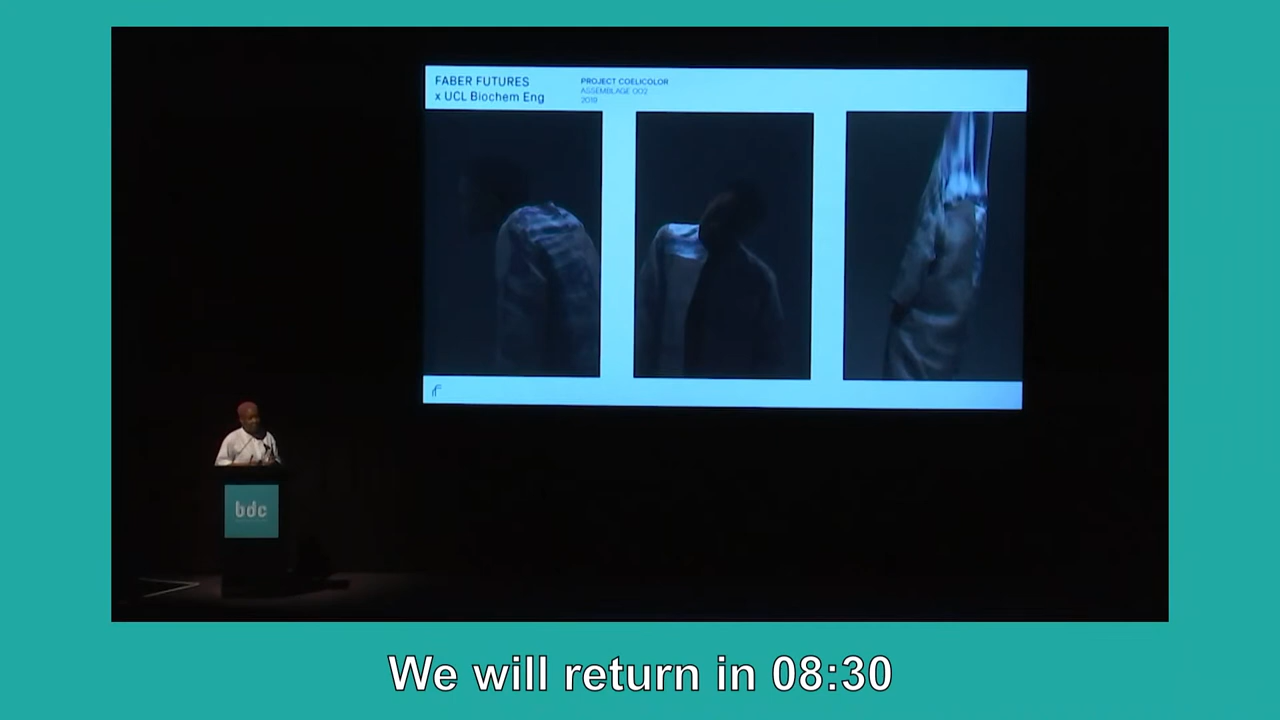 FABER FUTURES
x UCL Biochem Eng
PROJECT COELICOLOR
ASSEMBLAGE 002
2019
bdc
We will return in 08:30